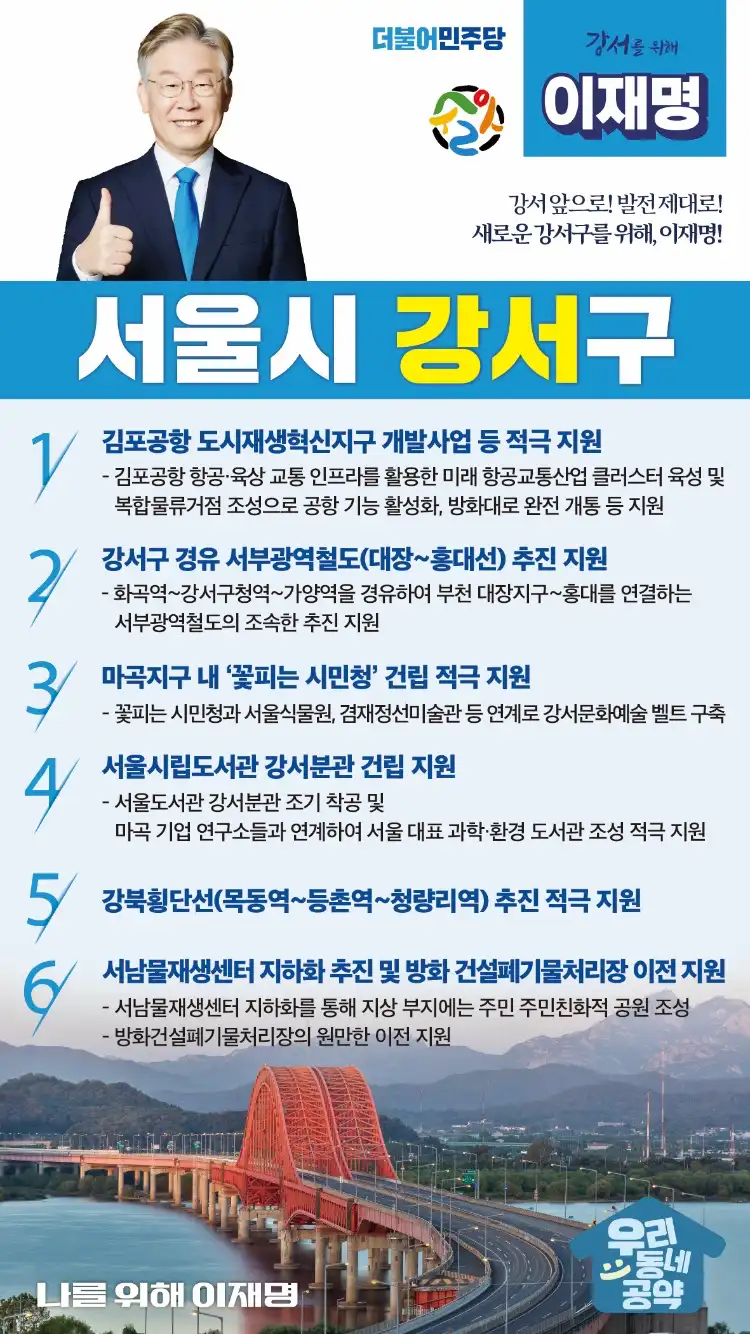 더불어민주당
강서를 위해
이재명
강서 앞으로! 발전 제대로!
새로운 강서구를 위해, 이재명!
서울시 강서구
1 김포공항 도시재생혁신지구 개발사업 등 적극 지원
- 김포공항 항공·육상 교통 인프라를 활용한 미래 항공교통산업 클러스터 육성 및
복합물류거점 조성으로 공항 기능 활성화, 방화대로 완전 개통 등 지원
2 강서구 경유 서부광역철도(대장~홍대선) 추진 지원
- 화곡역~강서구청역~가양역을 경유하여 부천 대장지구~홍대를 연결하는
서부광역철도의 조속한 추진 지원
3 마곡지구 내 ‘꽃피는 시민청’ 건립 적극 지원
- 꽃피는 시민청과 서울식물원, 겸재정선미술관 등 연계로 강서문화예술 벨트 구축
4 서울시립도서관 강서분관 건립 지원
- 서울도서관 강서분관 조기 착공 및
마곡 기업 연구소들과 연계하여 서울 대표 과학·환경 도서관 조성 적극 지원
5 강북횡단선(목동역~등촌역~청량리역) 추진 적극 지원
6 서남물재생센터 지하화 추진 및 방화 건설폐기물처리장 이전 지원
- 서남물재생센터 지하화를 통해 지상 부지에는 주민 주민친화적 공원 조성
- 방화건설폐기물처리장의 원만한 이전 지원
나를 위해 이재명
우리
동네
공약